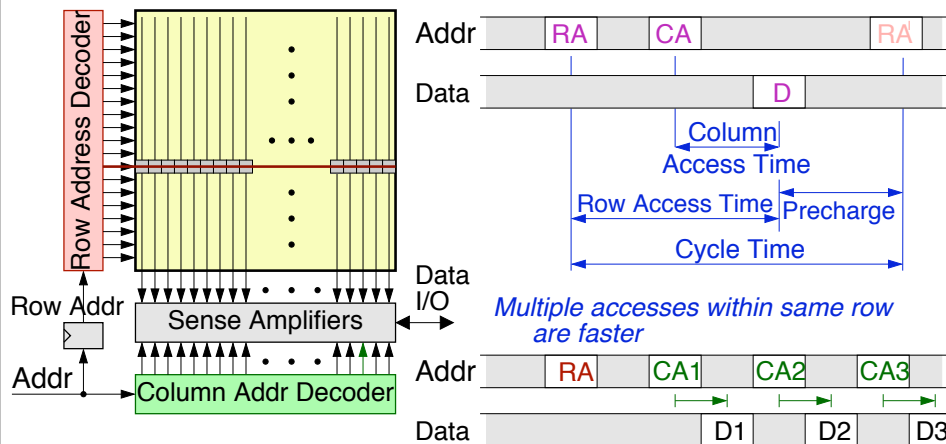 Row Address Decoder
Row Addr
Addr
Sense Amplifiers
Column Addr Decoder
Data
I/O
Addr RA CA RA
Data D
Column
Access Time
Row Access Time Precharge
Cycle Time
Multiple accesses within same row
are faster
Addr RA CA1 CA2 CA3
Data D1 D2 D3